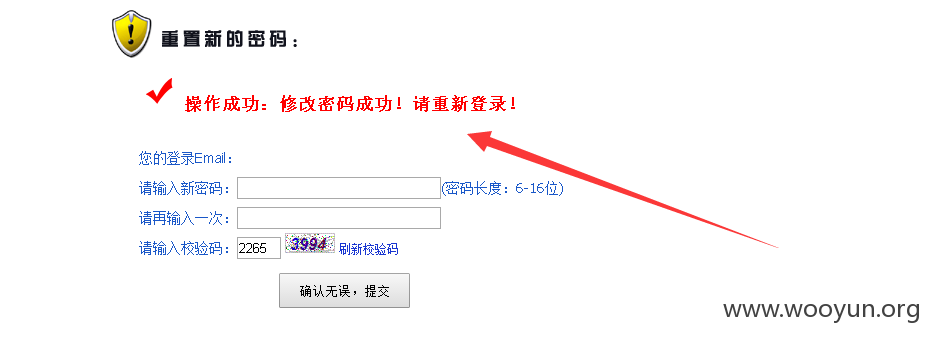 重置新的密码：
操作成功：修改密码成功！请重新登录！
您的登录Email：
请输入新密码： (密码长度：6-16位)
请再输入一次：
请输入校验码： 2265 3994 刷新校验码
确认无误，提交
www.wooyun.org